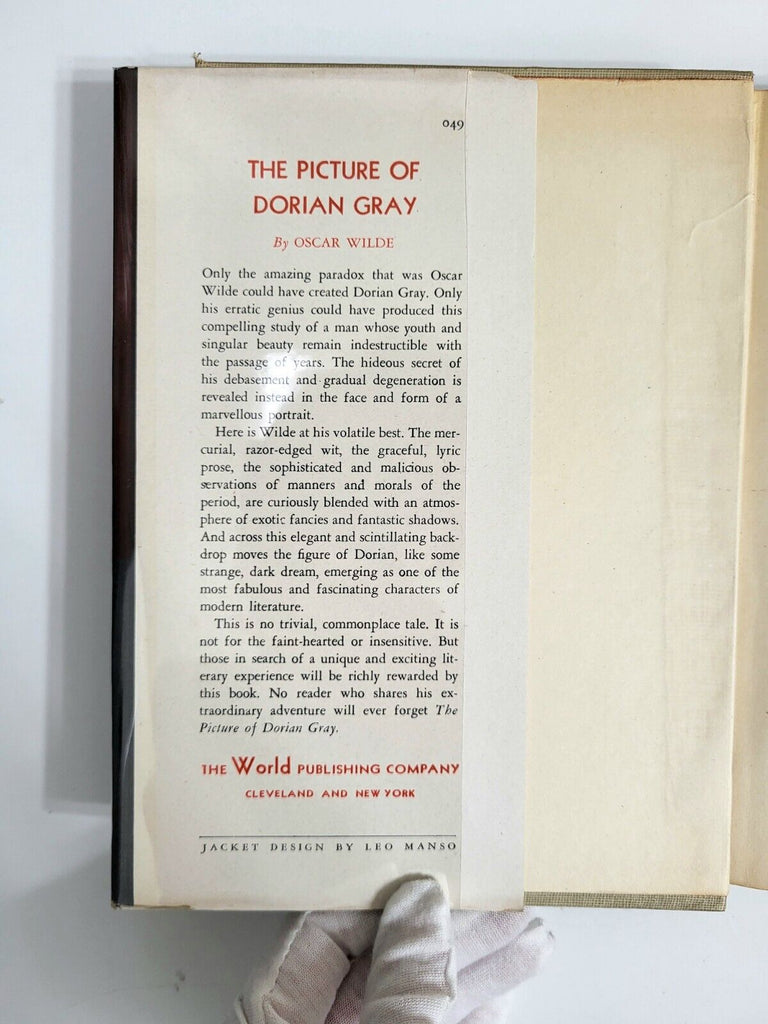 049
THE PICTURE OF
DORIAN GRAY
By OSCAR WILDE
Only the amazing paradox that was Oscar
Wilde could have created Dorian Gray. Only
his erratic genius could have produced this
compelling study of a man whose youth and
singular beauty remain indestructible with
the passage of years. The hideous secret of
his debasement and gradual degeneration is
revealed instead in the face and form of a
marvellous portrait.
Here is Wilde at his volatile best. The mer-
curial, razor-edged wit, the graceful, lyric
prose, the sophisticated and malicious ob-
servations of manners and morals of the
period, are curiously blended with an atmos-
phere of exotic fancies and fantastic shadows.
And across this elegant and scintillating back-
drop moves the figure of Dorian, like some
strange, dark dream, emerging as one of the
most fabulous and fascinating characters of
modern literature.
This is no trivial, commonplace tale. It is
not for the faint-hearted or insensitive. But
those in search of a unique and exciting lit-
erary experience will be richly rewarded by
this book. No reader who shares his ex-
traordinary adventure will ever forget The
Picture of Dorian Gray.
THE World PUBLISHING COMPANY
CLEVELAND AND NEW YORK
JACKET DESIGN BY LEO MANSO